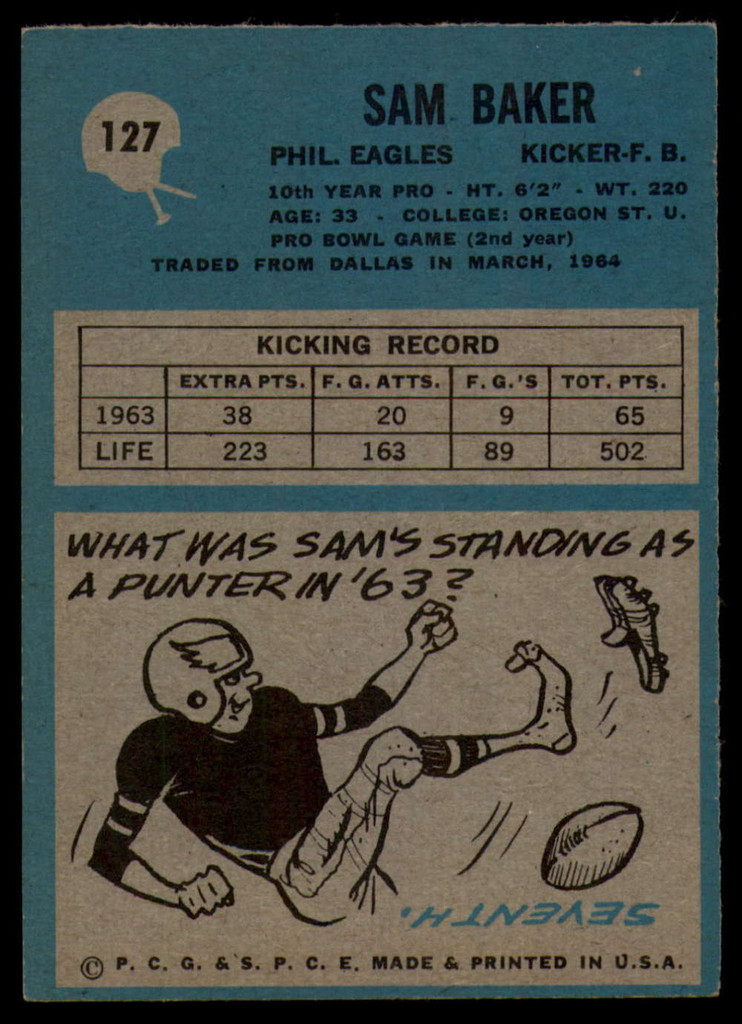 127
SAM BAKER
PHIL. EAGLES KICKER-F. B.
10th YEAR PRO - HT. 6'2" - WT. 220
AGE: 33 - COLLEGE: OREGON ST. U.
PRO BOWL GAME (2nd year)
TRADED FROM DALLAS IN MARCH, 1964
KICKING RECORD
EXTRA PTS. F. G. ATTS. F. G.'S TOT. PTS.
1963 38 20 9 65
LIFE 223 163 89 502
WHAT WAS SAM'S STANDING AS
A PUNTER IN '63?
SEVENTH.
© P. C. G. & S. P. C. E. MADE & PRINTED IN U.S.A.